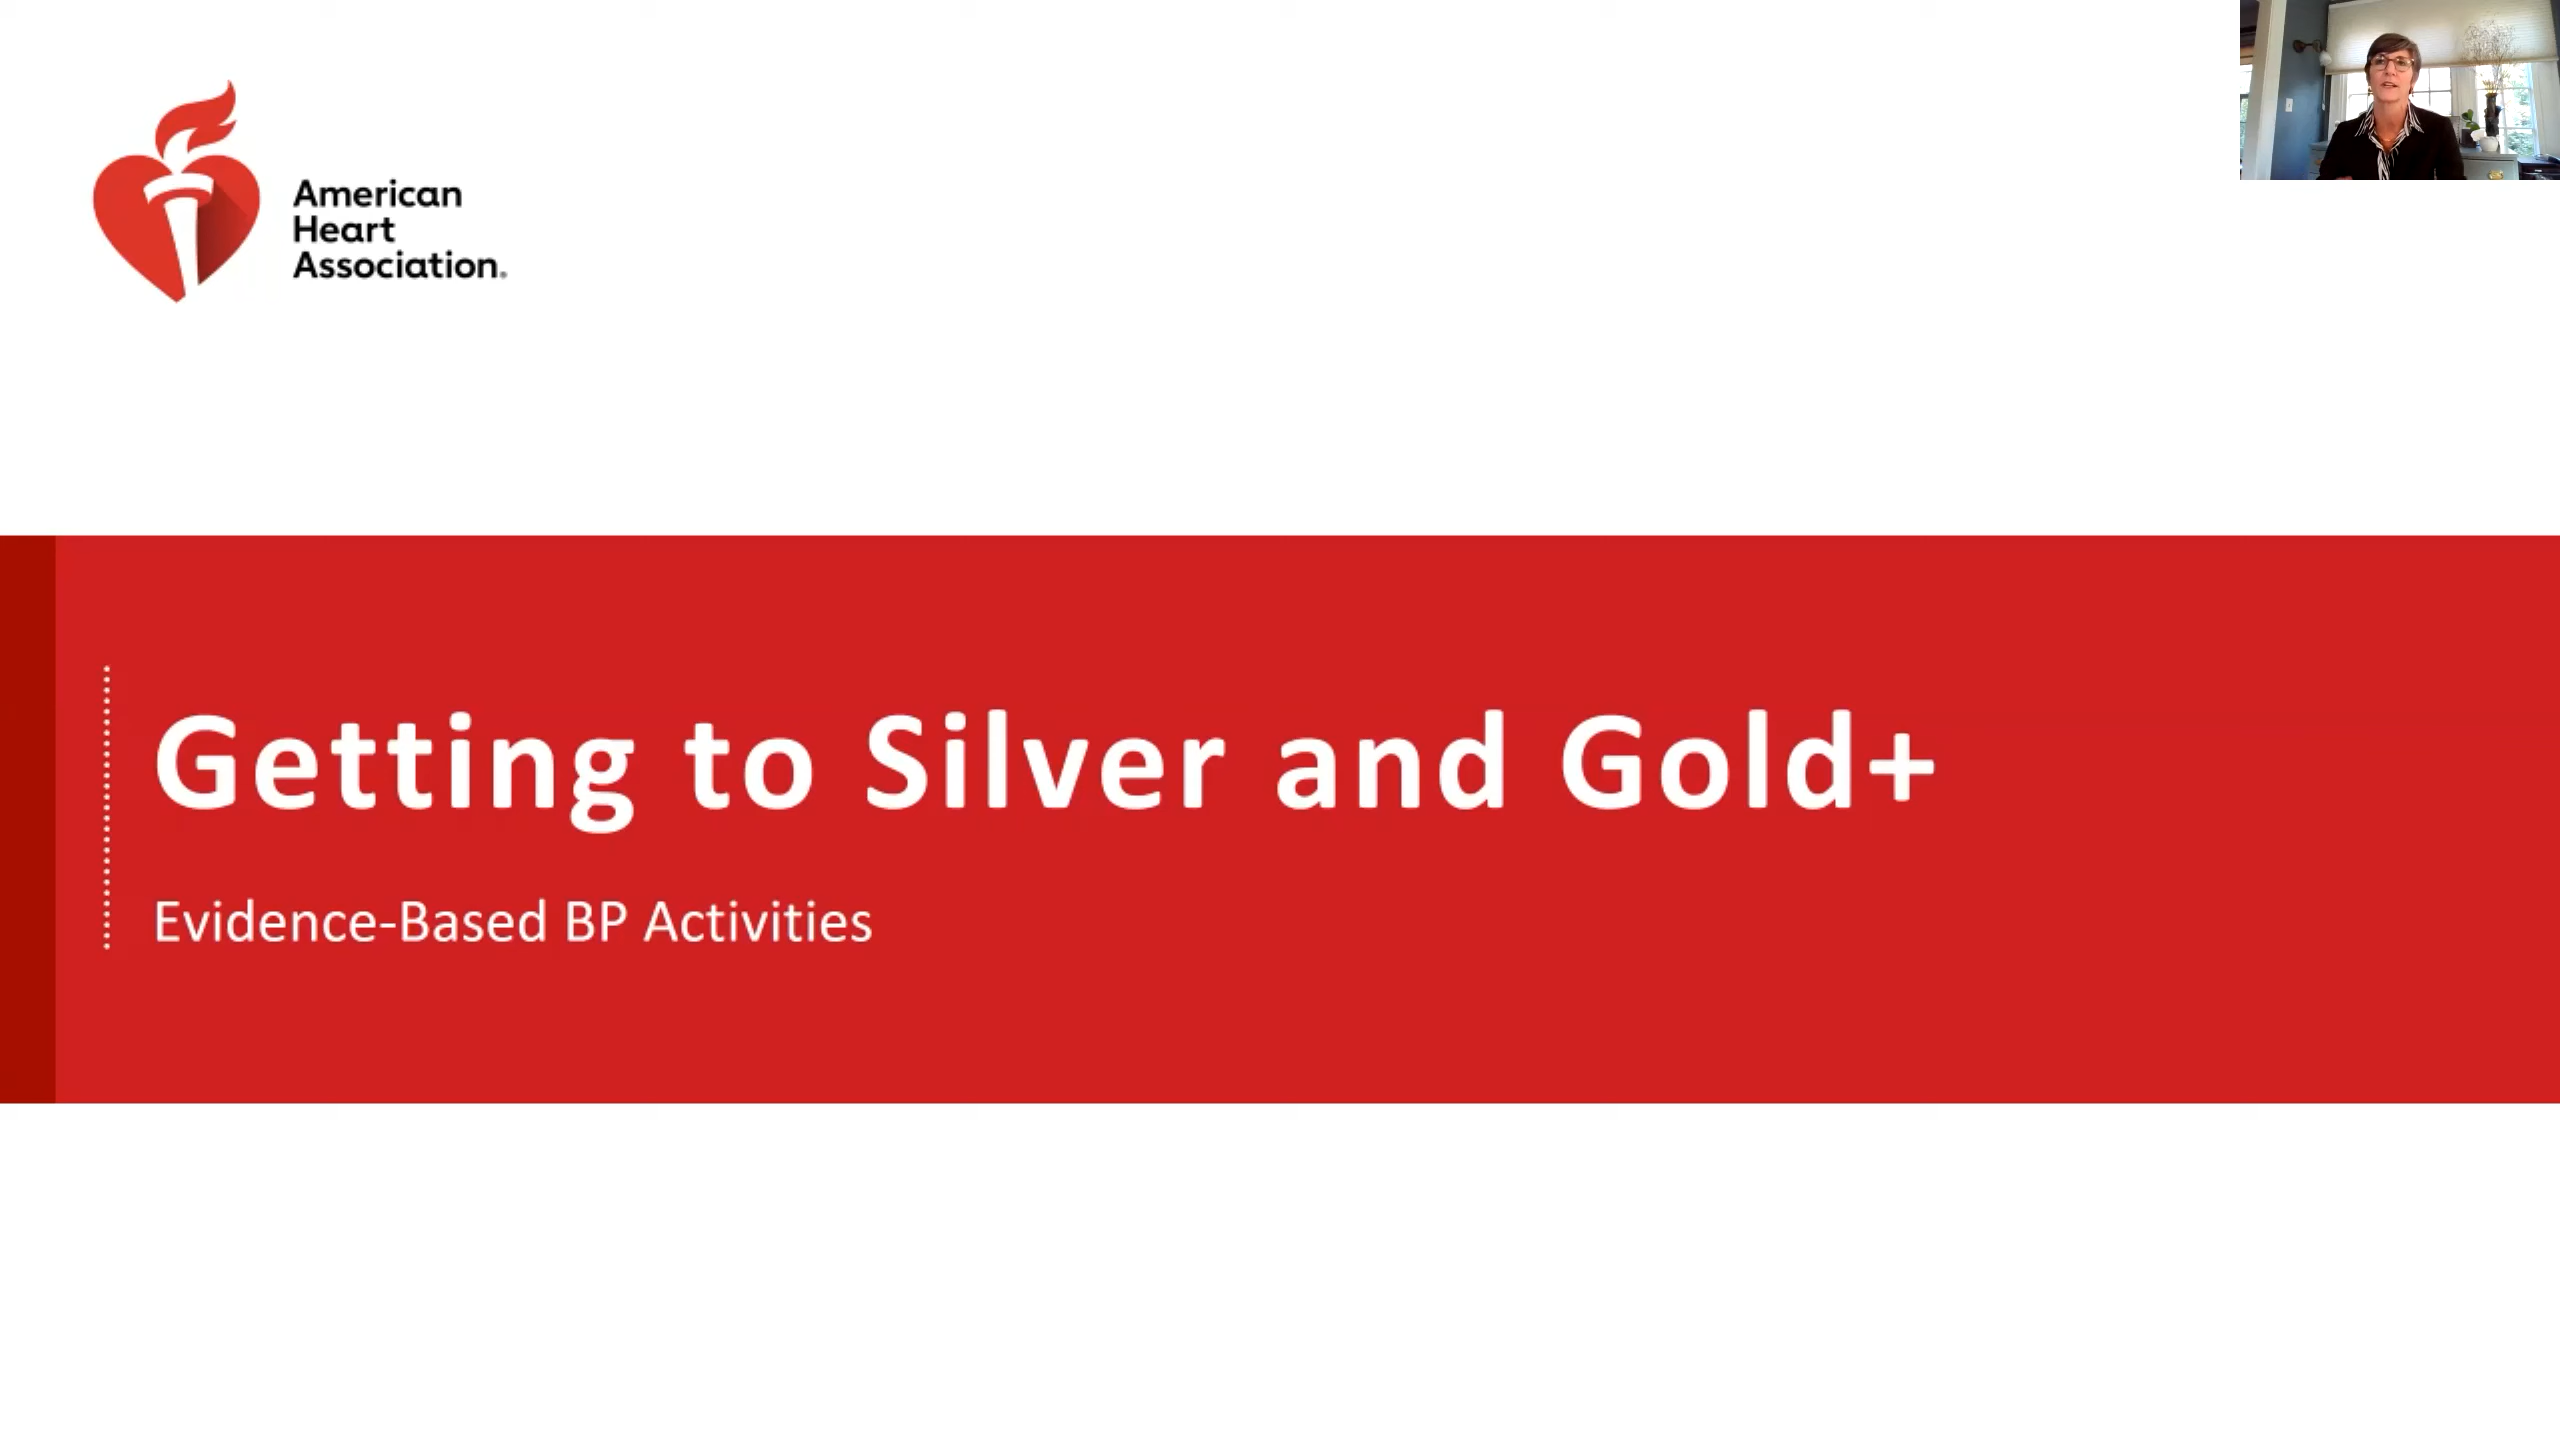 American
Heart
Association®
Getting to Silver and Gold+
Evidence-Based BP Activities